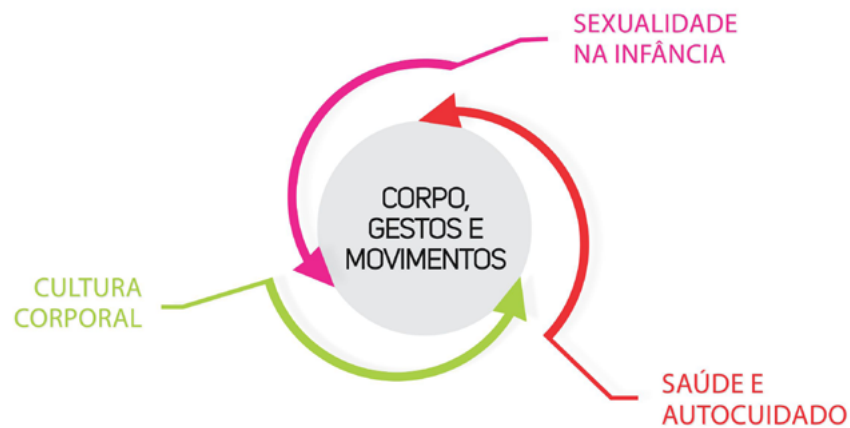 SEXUALIDADE
NA INFÂNCIA
CORPO,
GESTOS E
MOVIMENTOS
CULTURA
CORPORAL
SAÚDE E
AUTOCUIDADO